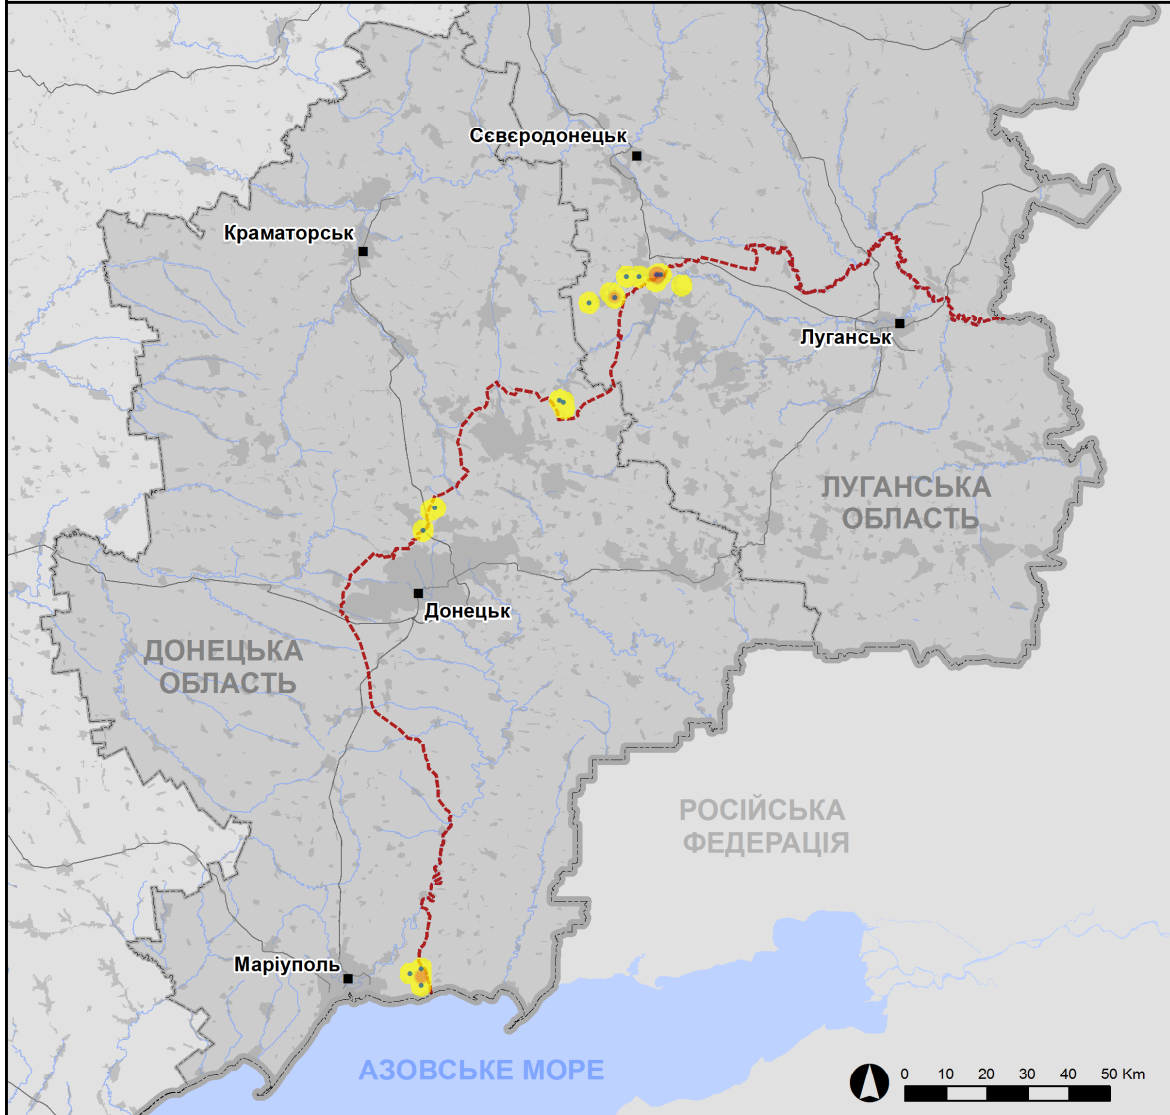 Сєвєродонецьк
Краматорськ
Луганськ
ЛУГАНСЬКА
ОБЛАСТЬ
Донецьк
ДОНЕЦЬКА
ОБЛАСТЬ
РОСІЙСЬКА
ФЕДЕРАЦІЯ
Маріуполь
АЗОВСЬКЕ МОРЕ
0 10 20 30 40 50 Km